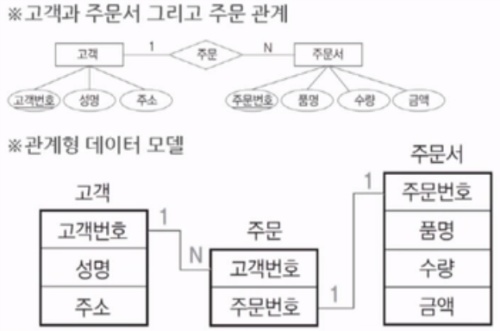 ※고객과 주문서 그리고 주문 관계
고객 1 주문 N 주문서
고객번호 성명 주소 주문번호 품명 수량 금액
※관계형 데이터 모델
고객
고객번호
성명
주소
1
N
주문
고객번호
주문번호
1
1
주문서
주문번호
품명
수량
금액